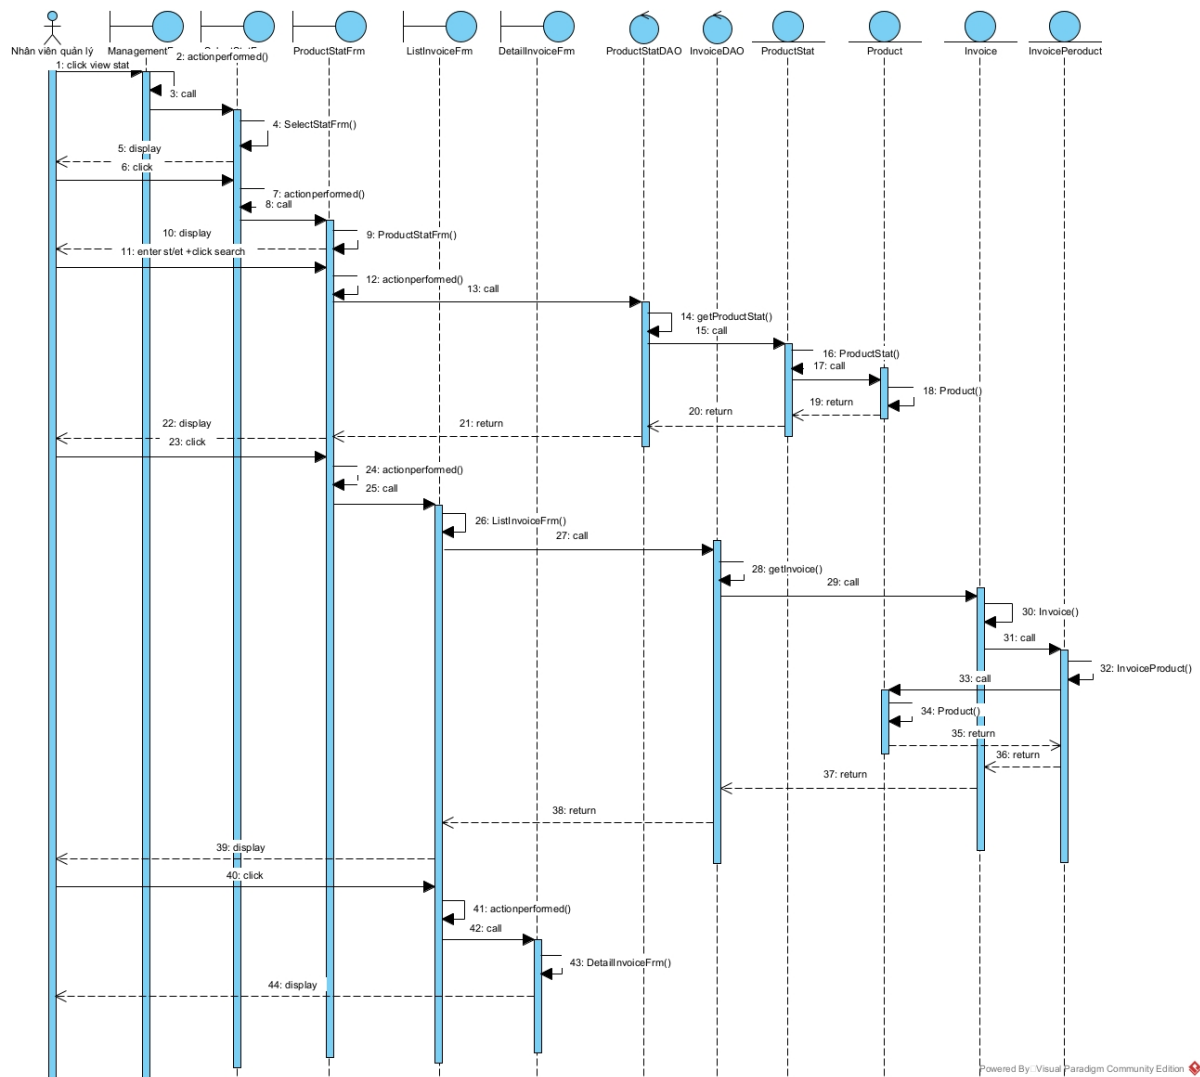 Nhân viên quản lý
ProductStatFrm
ListInvoiceFrm
DetailInvoiceFrm
ProductStatDAO
InvoiceDAO
ProductStat
Product
Invoice
InvoicePeroduct
1: click view stat
2: actionperformed()
3: call
4: SelectStatFrm()
5: display
6: click
7: actionperformed()
8: call
9: ProductStatFrm()
10: display
11: enter st/et +click search
12: actionperformed()
13: call
14: getProductStat()
15: call
16: ProductStat()
17: call
18: Product()
19: return
20: return
21: return
22: display
23: click
24: actionperformed()
25: call
26: ListInvoiceFrm()
27: call
28: getInvoice()
29: call
30: Invoice()
31: call
32: InvoiceProduct()
33: call
34: Product()
35: return
36: return
37: return
38: return
39: display
40: click
41: actionperformed()
42: call
43: DetailInvoiceFrm()
44: display
Powered By Visual Paradigm Community Edition